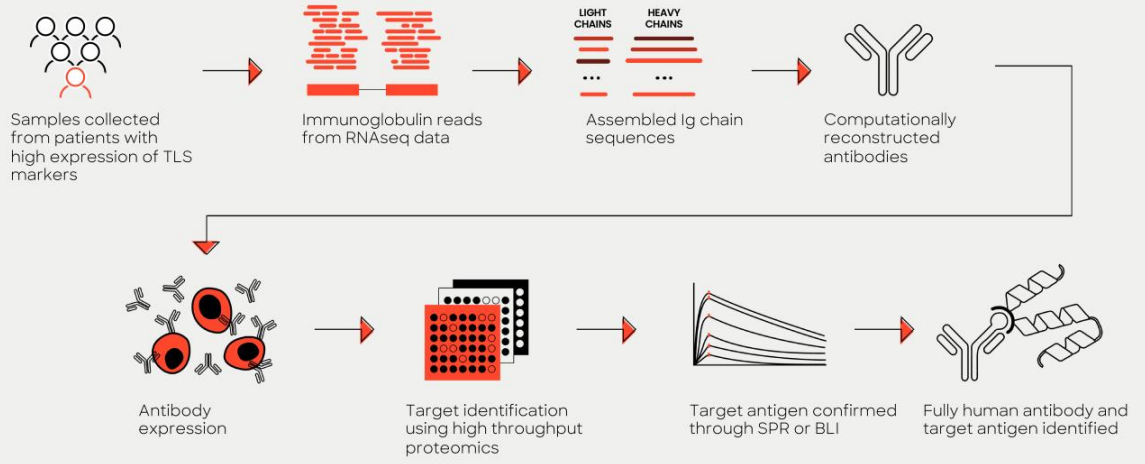 LIGHT
CHAINS
HEAVY
CHAINS
Samples collected
from patients with
high expression of TLS
markers
Immunoglobulin reads
from RNAseq data
Assembled Ig chain
sequences
Computationally
reconstructed
antibodies
Antibody
expression
Target identification
using high throughput
proteomics
Target antigen confirmed
through SPR or BLI
Fully human antibody and
target antigen identified